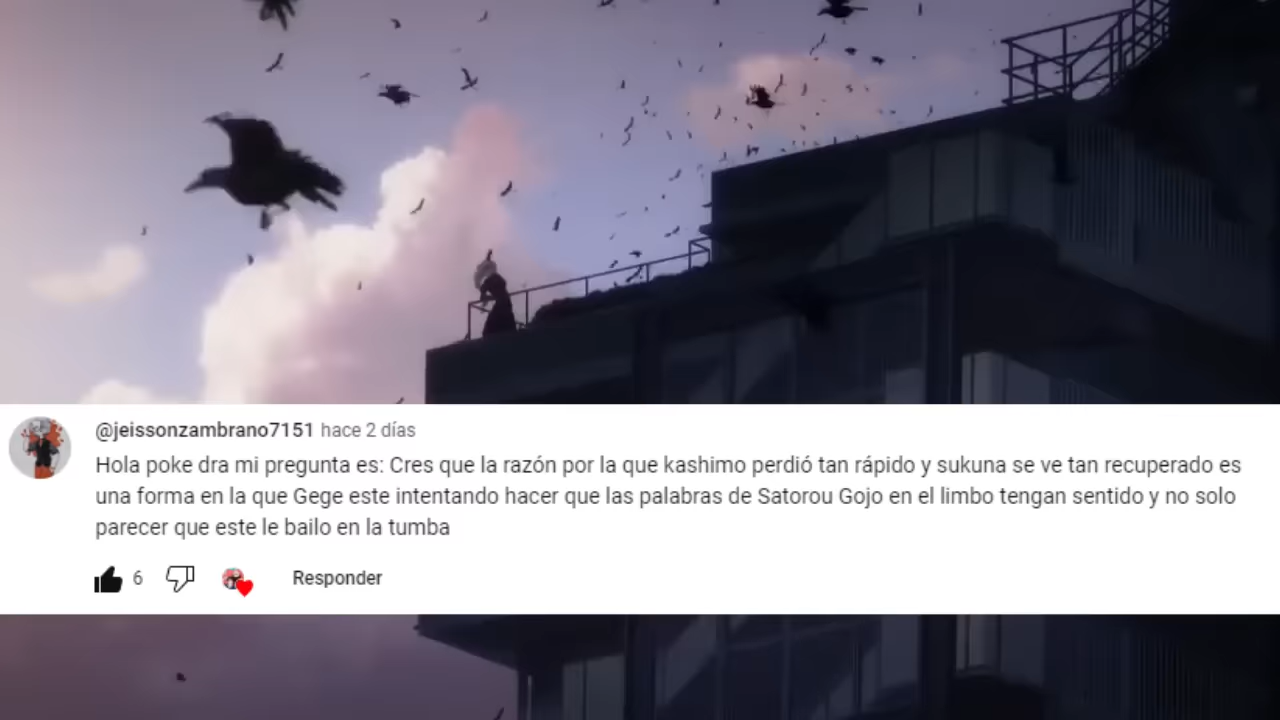 @jeissonzambrano7151 hace 2 días
Hola poke dra mi pregunta es: Cres que la razón por la que kashimo perdió tan rápido y sukuna se ve tan recuperado es
una forma en la que Gege este intentando hacer que las palabras de Satorou Gojo en el limbo tengan sentido y no solo
parecer que este le bailo en la tumba
6 Responder